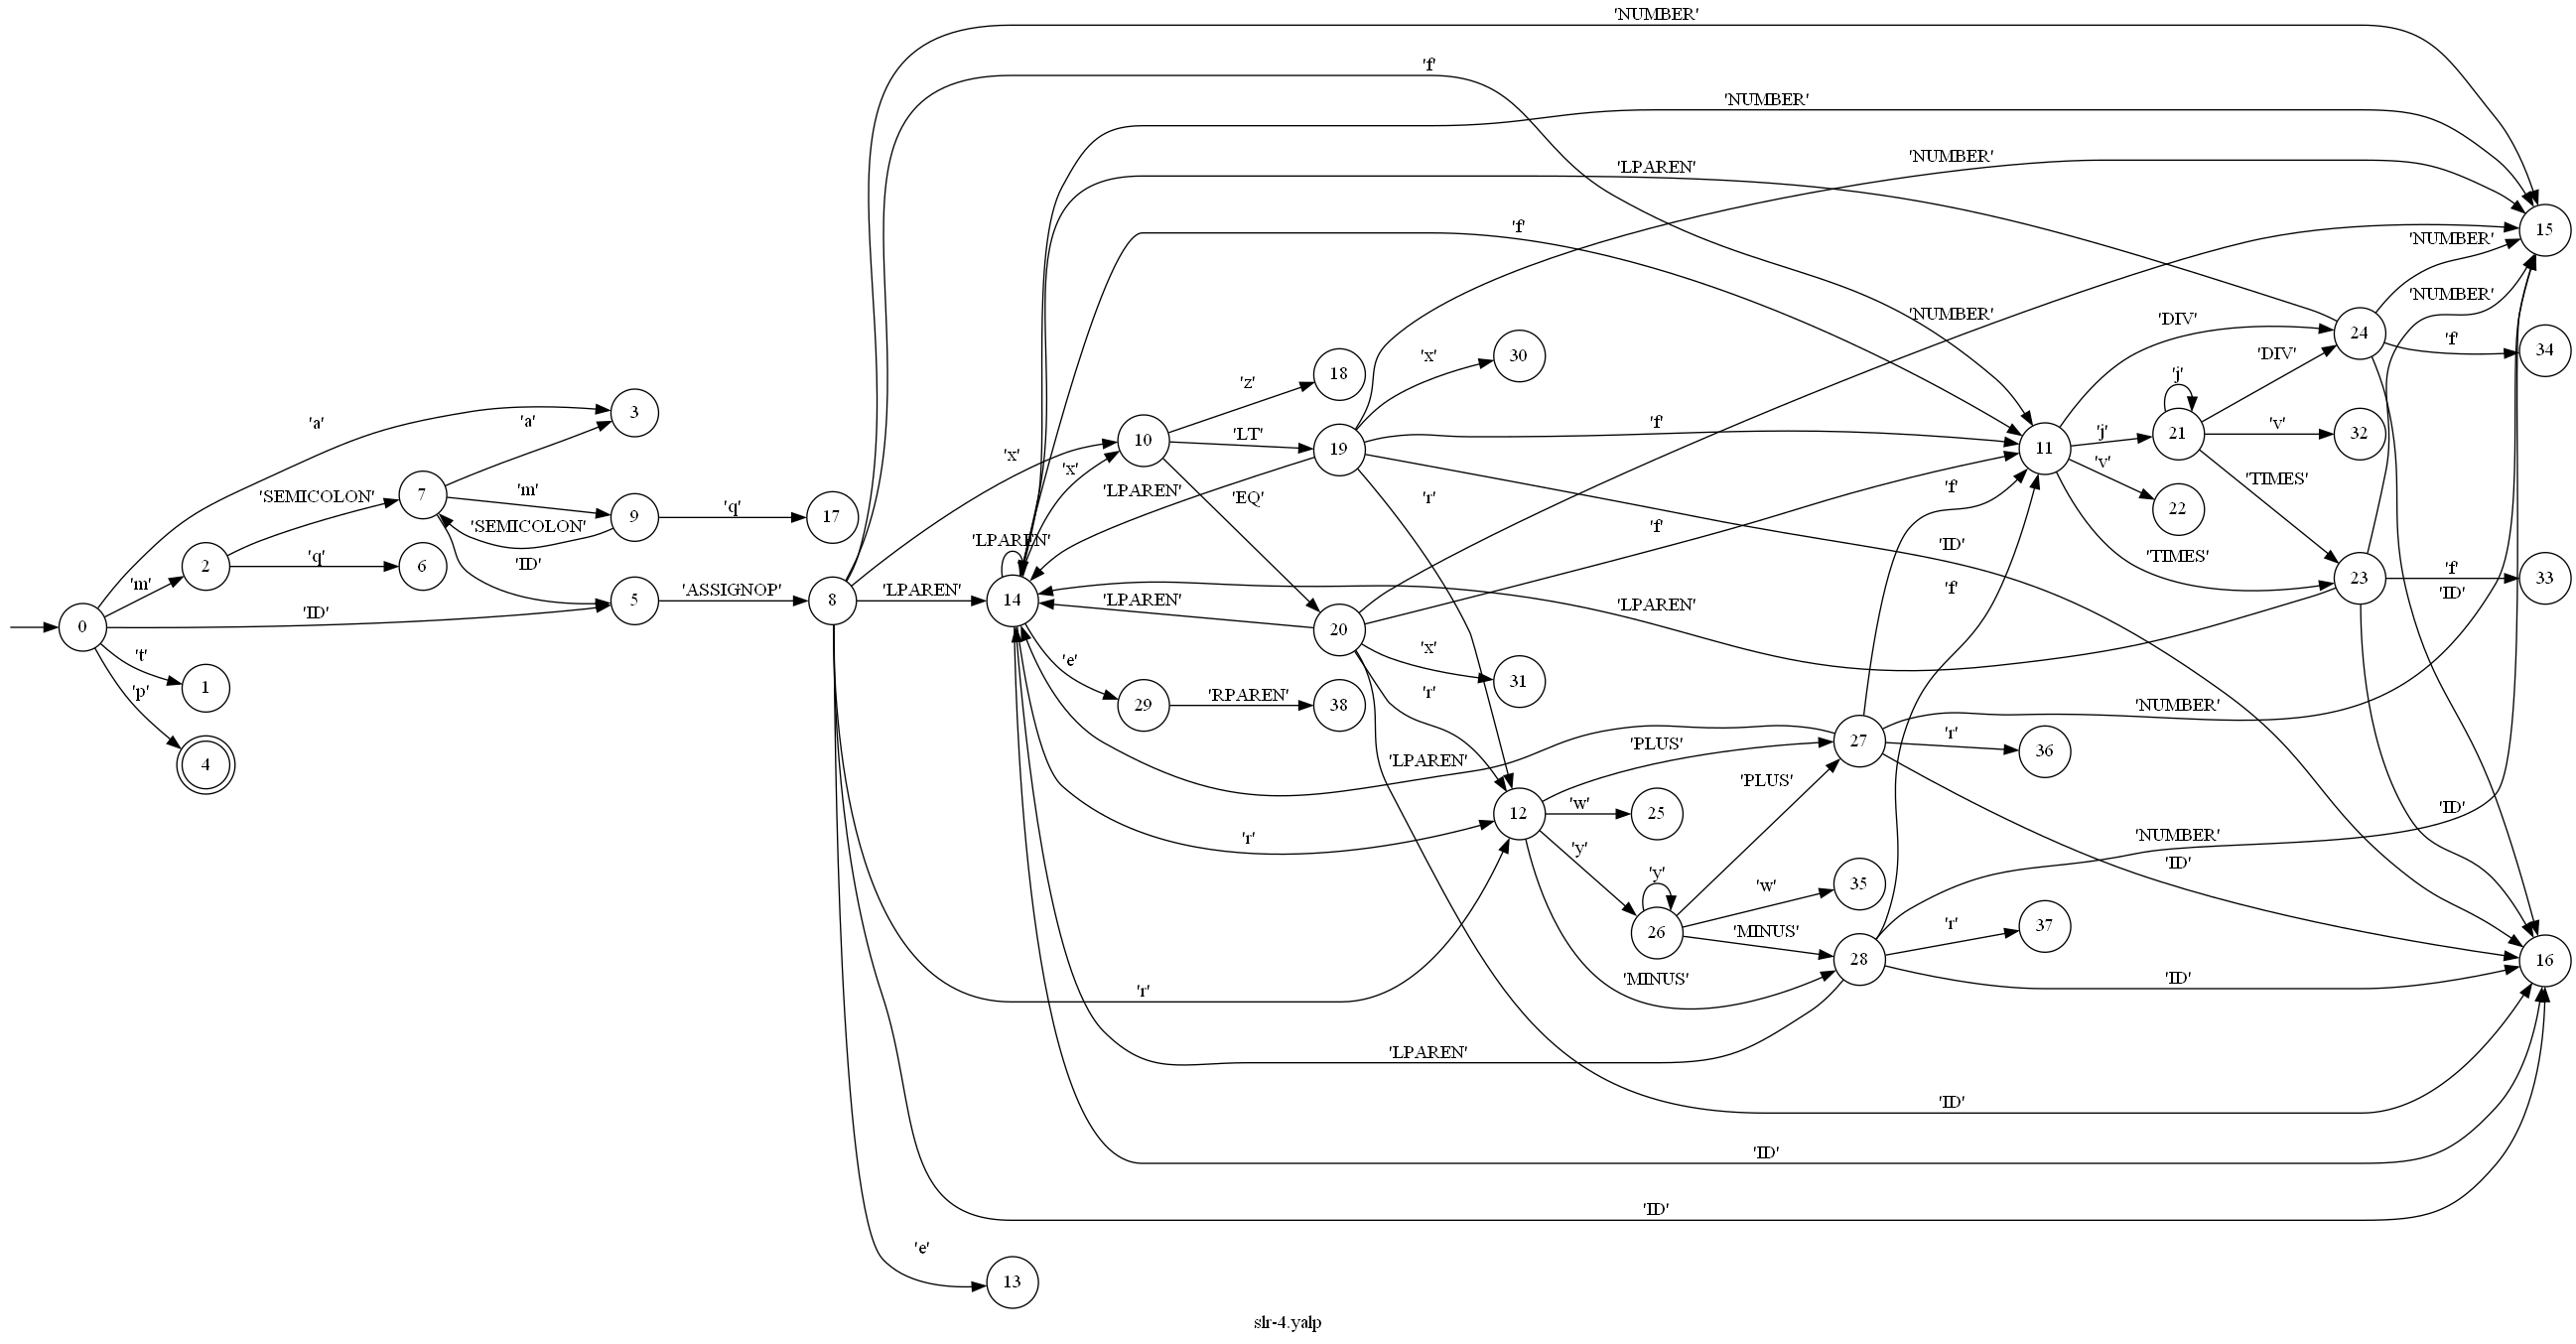 'NUMBER'
'f'
'NUMBER'
'NUMBER'
'LPAREN'
'f'
15
'NUMBER'
'NUMBER'
'NUMBER'
'DIV'
24
'f'
34
'DIV'
'x'
30
'j'
18
'z'
3
'a'
'a'
'f'
'v'
'j'
21
32
'LT'
10
19
11
'x'
'v'
'x'
'TIMES'
'f'
'm'
'LPAREN'
7
'SEMICOLON'
'EQ'
'r'
22
'q'
9
17
'SEMICOLON'
'f'
'LPAREN'
'ID'
'q'
'TIMES'
'ID'
2
6
'f'
23
33
'm'
'f'
'ASSIGNOP'
'LPAREN'
'ID'
5
8
14
'LPAREN'
'LPAREN'
'ID'
0
20
'x'
't'
'e'
31
1
'p'
'r'
'RPAREN'
29
38
'NUMBER'
'r'
27
'PLUS'
36
'LPAREN'
4
'PLUS'
'w'
'ID'
12
25
'r'
'NUMBER'
'y'
'ID'
'y'
35
'w'
'r'
37
'MINUS'
26
28
16
'ID'
'MINUS'
'r'
'LPAREN'
'ID'
'ID'
'ID'
'e'
13
slr-4.yalp